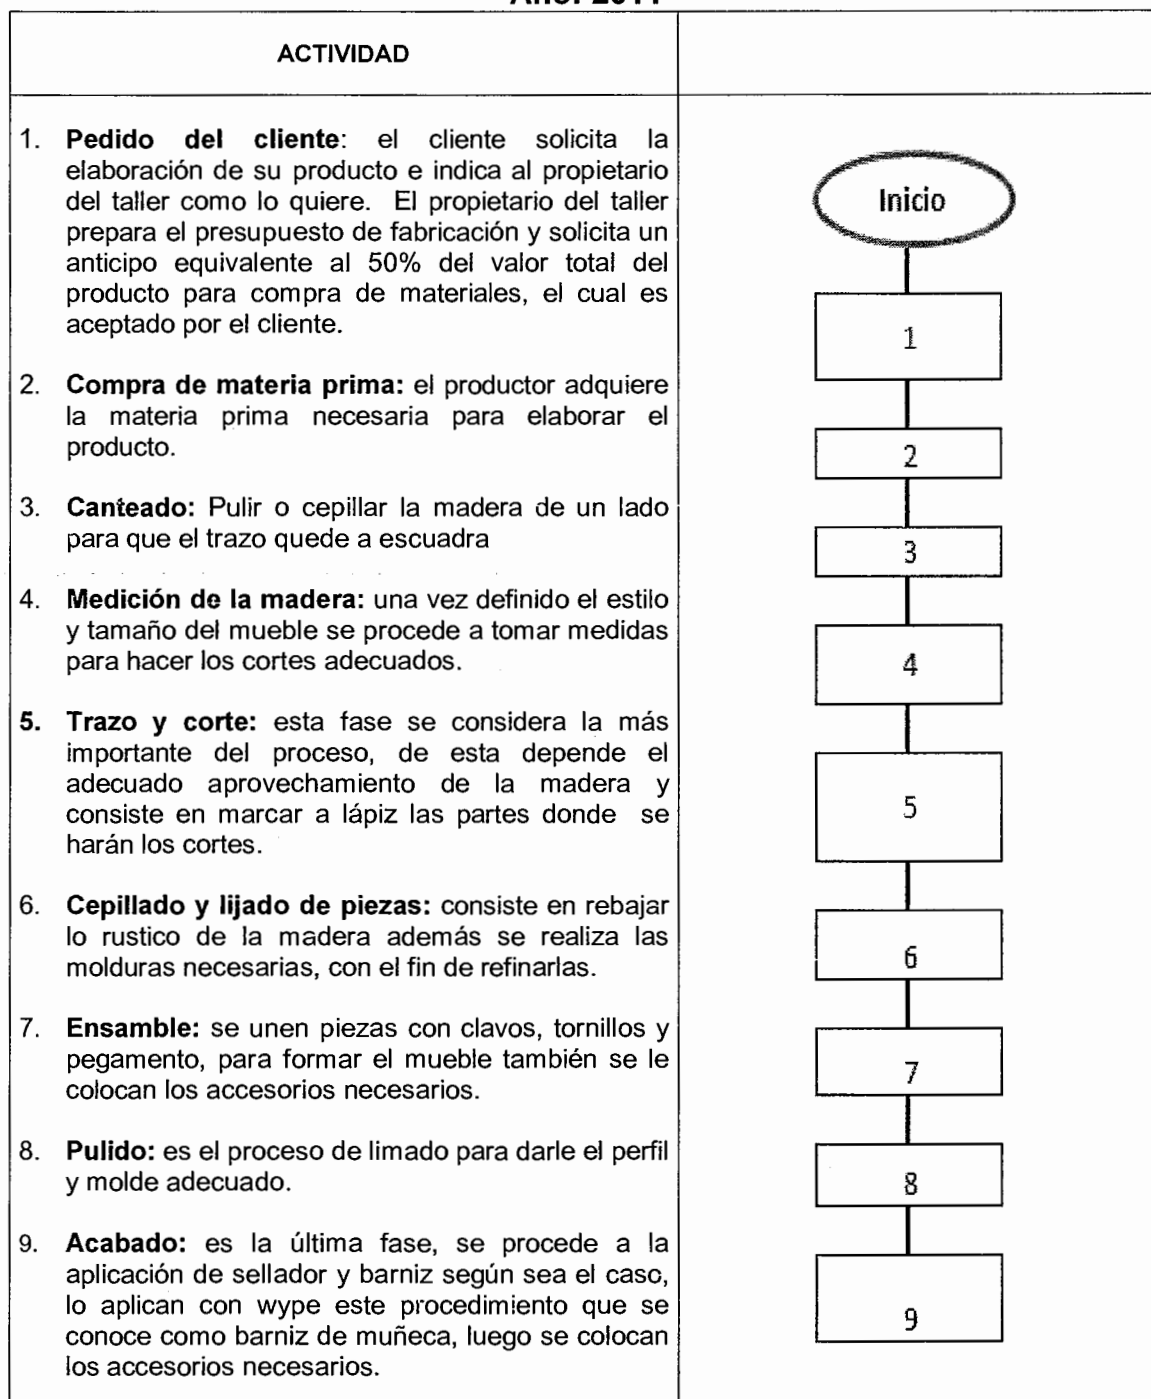 ACTIVIDAD
1. Pedido del cliente: el cliente solicita la
elaboración de su producto e indica al propietario
del taller como lo quiere. El propietario del taller
prepara el presupuesto de fabricación y solicita un
anticipo equivalente al 50% del valor total del
producto para compra de materiales, el cual es
aceptado por el cliente.
2. Compra de materia prima: el productor adquiere
la materia prima necesaria para elaborar el
producto.
3. Canteado: Pulir o cepillar la madera de un lado
para que el trazo quede a escuadra
4. Medición de la madera: una vez definido el estilo
y tamaño del mueble se procede a tomar medidas
para hacer los cortes adecuados.
5. Trazo y corte: esta fase se considera la más
importante del proceso, de esta depende el
adecuado aprovechamiento de la madera y
consiste en marcar a lápiz las partes donde se
harán los cortes.
6. Cepillado y lijado de piezas: consiste en rebajar
lo rustico de la madera además se realiza las
molduras necesarias, con el fin de refinarlas.
7. Ensamble: se unen piezas con clavos, tornillos y
pegamento, para formar el mueble también se le
colocan los accesorios necesarios.
8. Pulido: es el proceso de limado para darle el perfil
y molde adecuado.
9. Acabado: es la última fase, se procede a la
aplicación de sellador y barniz según sea el caso,
lo aplican con wype este procedimiento que se
conoce como barniz de muñeca, luego se colocan
los accesorios necesarios.
Inicio
1
2
3
4
5
6
7
8
9